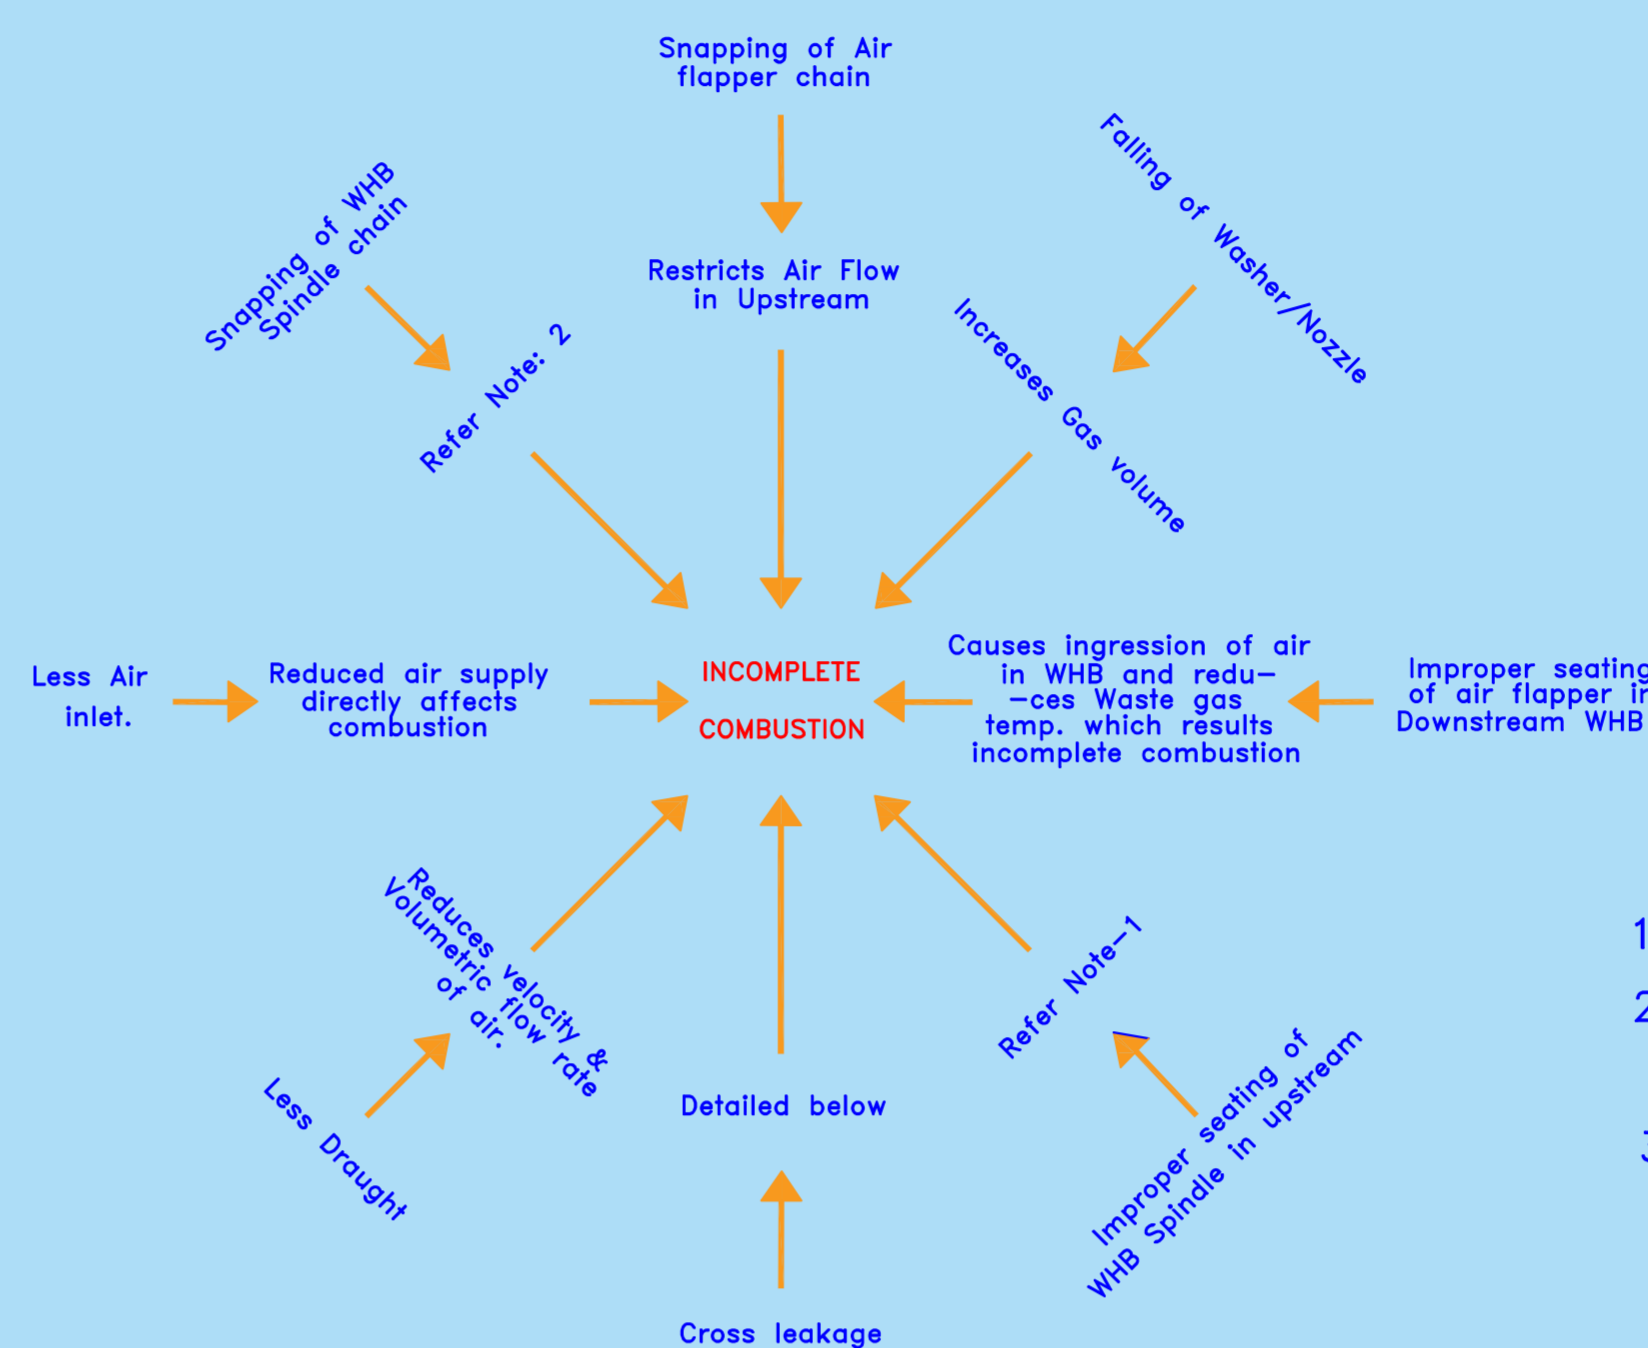 Snapping of Air
flapper chain
Falling of Washer/Nozzle
Snapping of WHB
Spindle chain
Restricts Air Flow
in Upstream
Increases Gas volume
Refer Note: 2
Less Air
inlet.
Reduced air supply
directly affects
combustion
INCOMPLETE
COMBUSTION
Causes ingression of air
in WHB and redu-
-ces Waste gas
temp. which results
incomplete combustion
Improper seating
of air flapper in
Downstream WHB
Reduces velocity &
Volumetric flow rate
of air.
Less Draught
Detailed below
Cross leakage
Refer Note-1
Improper seating of
WHB Spindle in upstream
1
2